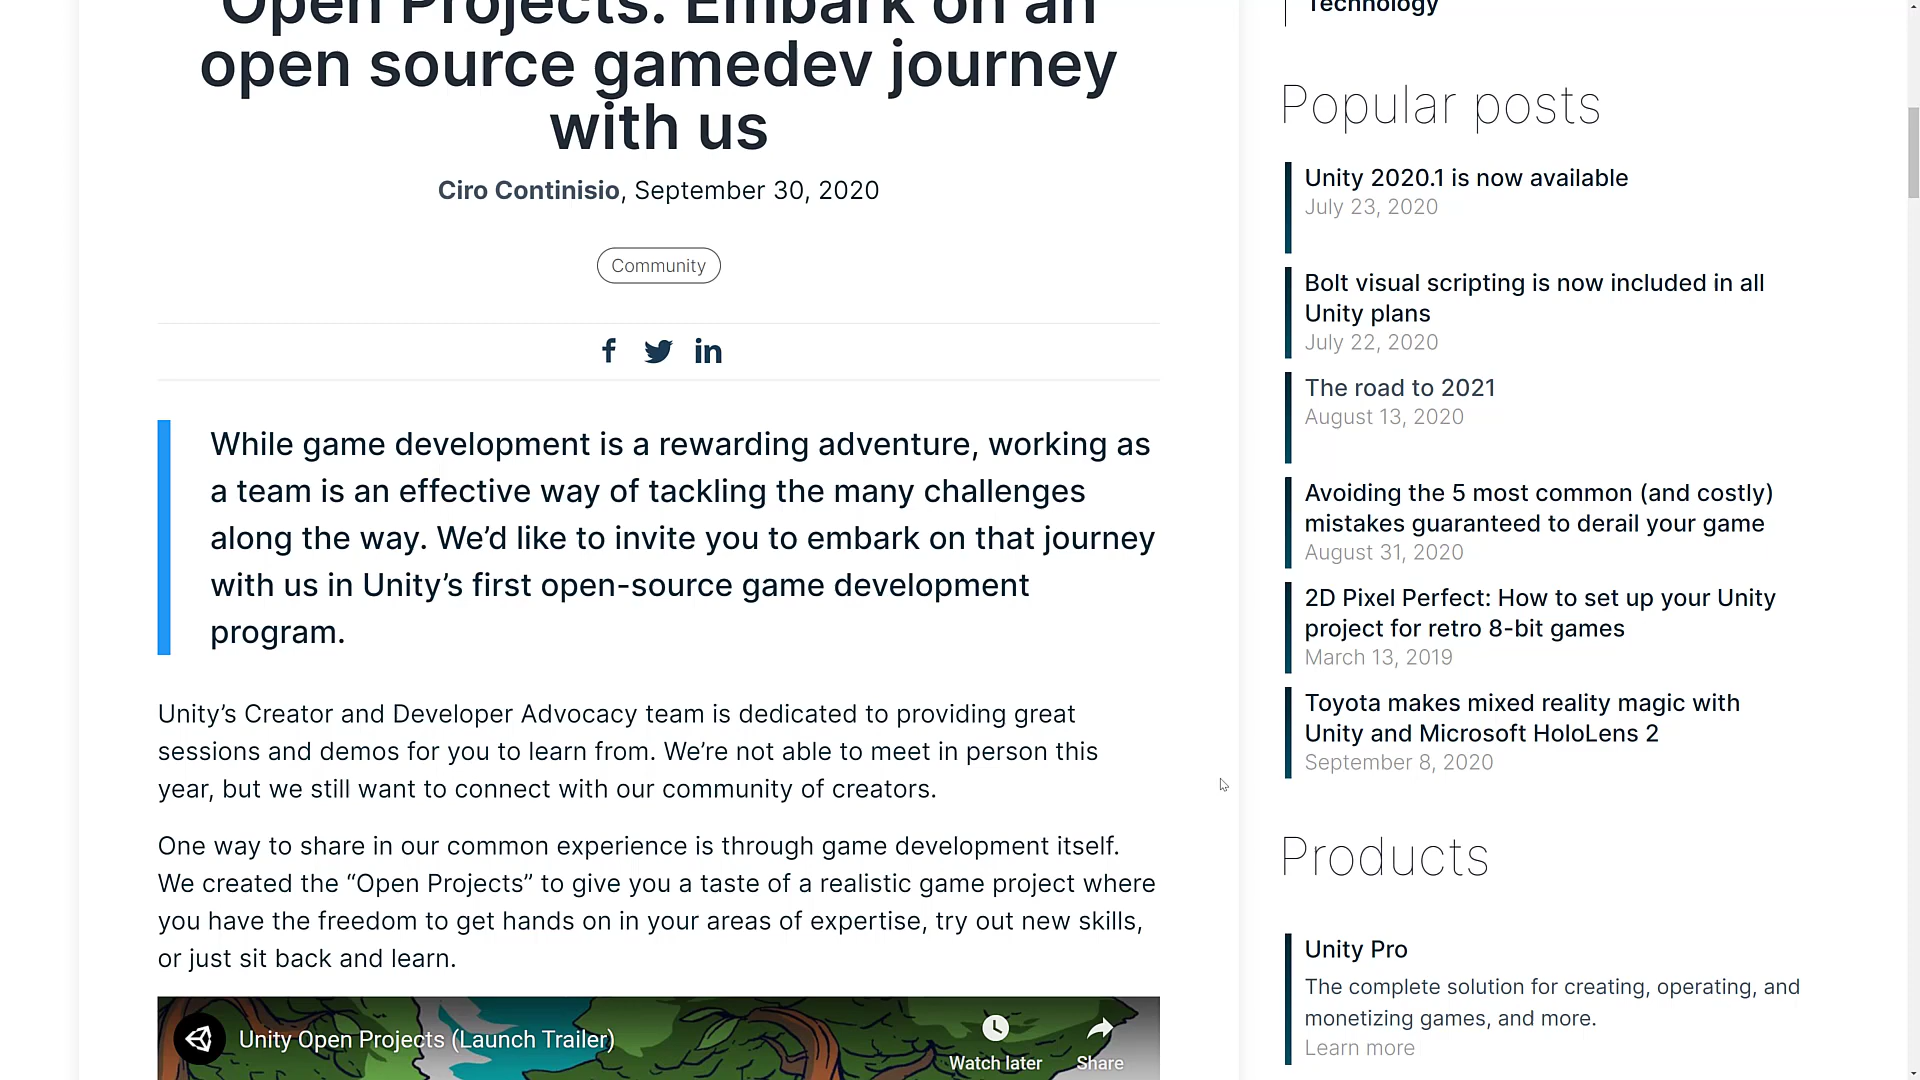 Open Projects: Embark on an
open source gamedev journey
with us
Ciro Continisio, September 30, 2020
Community
While game development is a rewarding adventure, working as
a team is an effective way of tackling the many challenges
along the way. We’d like to invite you to embark on that journey
with us in Unity’s first open-source game development
program.
Unity’s Creator and Developer Advocacy team is dedicated to providing great
sessions and demos for you to learn from. We’re not able to meet in person this
year, but we still want to connect with our community of creators.
One way to share in our common experience is through game development itself.
We created the “Open Projects” to give you a taste of a realistic game project where
you have the freedom to get hands on in your areas of expertise, try out new skills,
or just sit back and learn.
Unity Open Projects (Launch Trailer)
Watch later
Share
Technology
Popular posts
Unity 2020.1 is now available
July 23, 2020
Bolt visual scripting is now included in all
Unity plans
July 22, 2020
The road to 2021
August 13, 2020
Avoiding the 5 most common (and costly)
mistakes guaranteed to derail your game
August 31, 2020
2D Pixel Perfect: How to set up your Unity
project for retro 8-bit games
March 13, 2019
Toyota makes mixed reality magic with
Unity and Microsoft HoloLens 2
September 8, 2020
Products
Unity Pro
The complete solution for creating, operating, and
monetizing games, and more.
Learn more